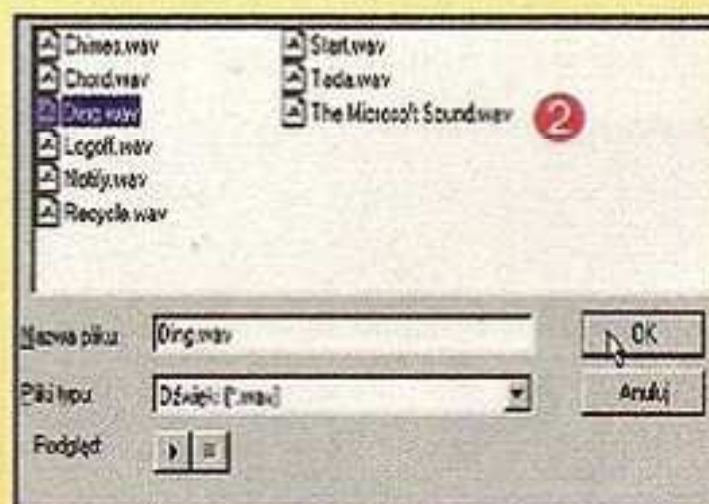 Chimes.wav
Chord.wav
Ding.wav
Logoff.wav
Notify.wav
Recycle.wav
Start.wav
Tada.wav
The Microsoft Sound.wav
2
Nazwa pliku:
Ding.wav
OK
Pliki typu:
Dźwięk (*.wav)
Anuluj
Podgląd: